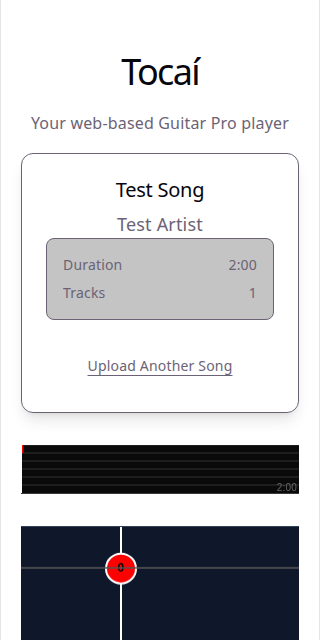 Tocaí
Your web-based Guitar Pro player
Test Song
Test Artist
Duration 2:00
Tracks 1
Upload Another Song
2:00
0